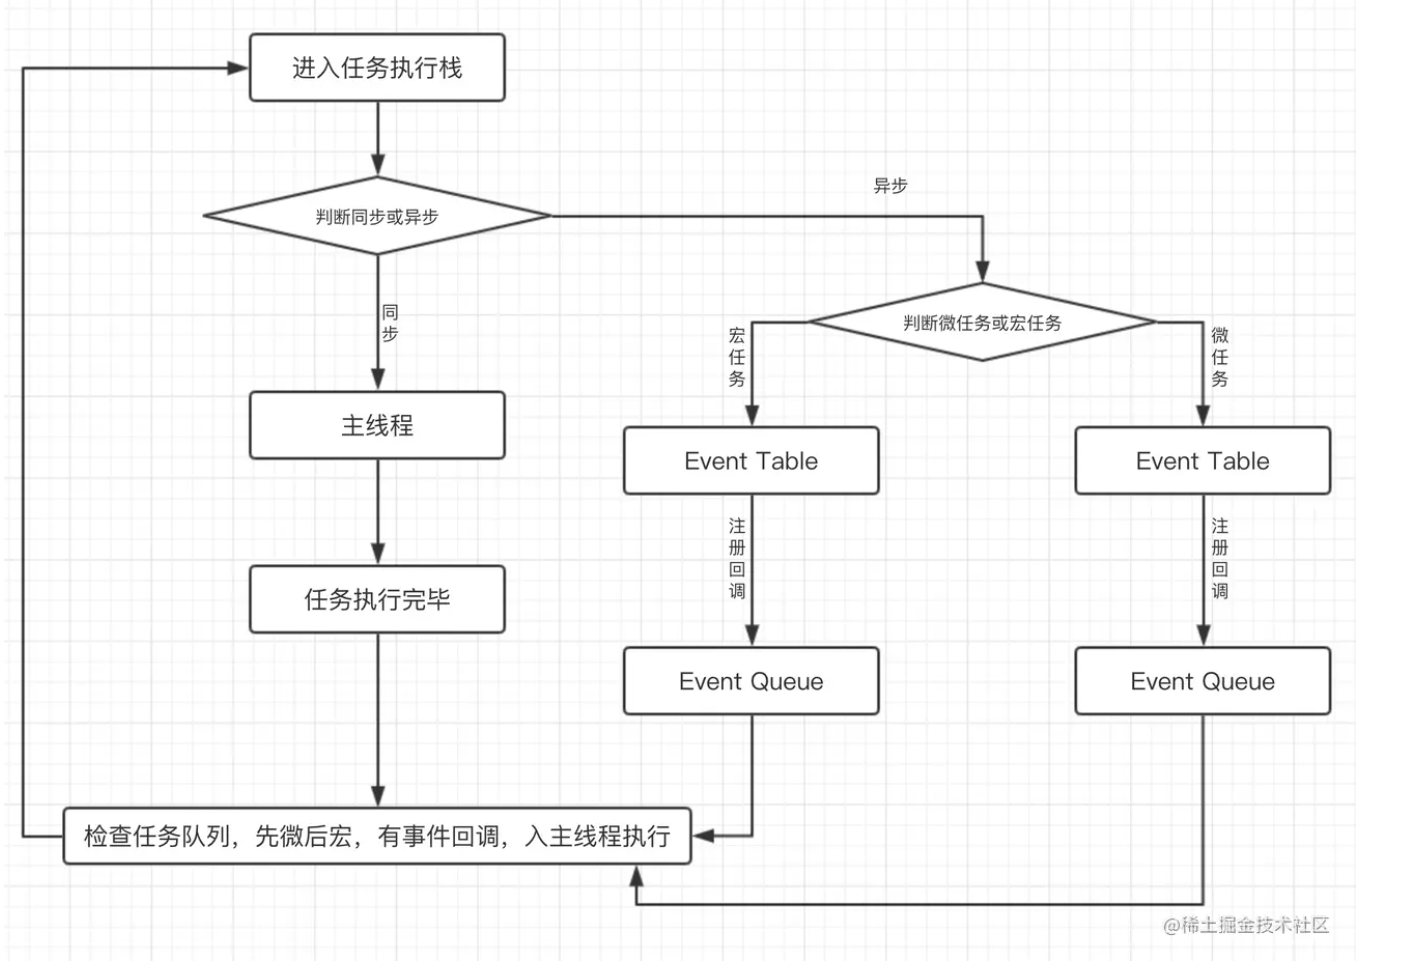 进入任务执行栈
异步
判断同步或异步
同步
判断微任务或宏任务
宏任务
微任务
主线程
Event Table
Event Table
注册回调
注册回调
任务执行完毕
Event Queue
Event Queue
检查任务队列，先微后宏，有事件回调，入主线程执行
@稀土掘金技术社区